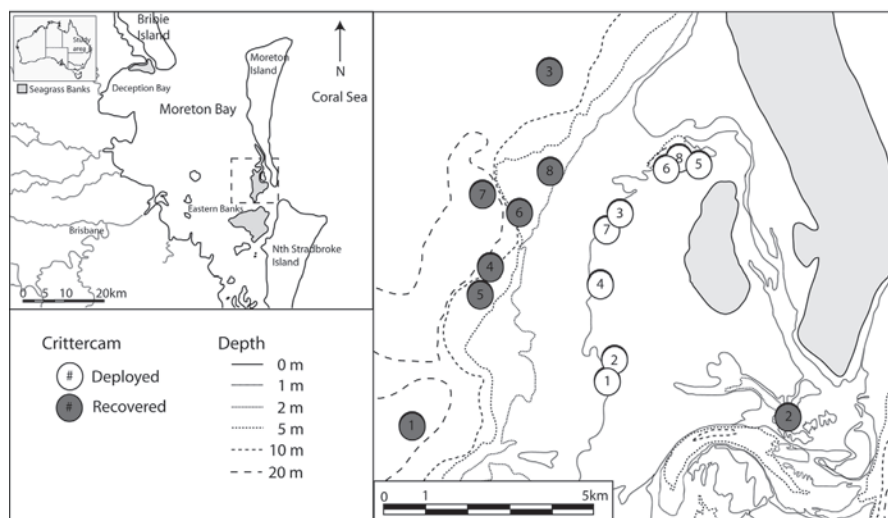 Study
area
Seagrass Banks
Bribie
Island
Deception Bay
Moreton
Island
N
Coral Sea
Moreton Bay
Eastern Banks
Brisbane
Nth Stradbroke
Island
0 5 10 20km
Crittercam
# Deployed
# Recovered
Depth
0 m
1 m
2 m
5 m
10 m
20 m
3
8
7
6
4
5
1
2
6
8
5
3
7
4
2
1
0 1 5km